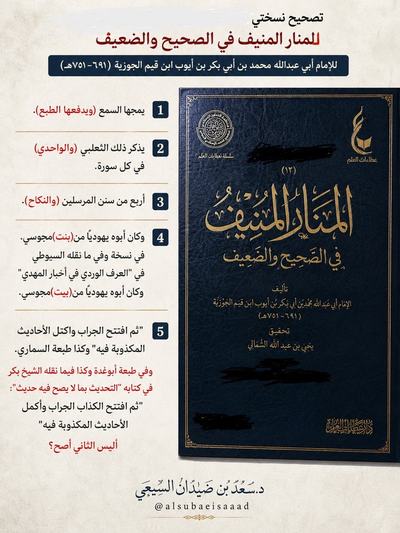 تصحيح نسختي
للمنار المنيف في الصحيح والضعيف
للإمام أبي عبدالله محمد بن أبي بكر بن أيوب ابن قيم الجوزية (٦٩١-٧٥١هـ)
1 يمجها السمع (ويدفعها الطبع).
2 يذكر ذلك الثعلبي (والواحدي)
في كل سورة.
3 أربع من سنن المرسلين (والنكاح).
4 وكان أبوه يهوديًا من(بنت)مجوسي.
في نسخة وفي ما نقله السيوطي
في "العرف الوردي في أخبار المهدي"
وكان أبوه يهوديًا من(بيت)مجوسي.
5 "ثم افتتح الجراب واكتل الأحاديث
المكذوبة فيه" وكذا طبعة السماري.
وفي طبعة أبوغدة وكذا فيما نقله الشيخ بكر
في كتابه "التحديث بما لا يصح فيه حديث":
"ثم افتتح الكذاب الجراب وأكمل
الأحاديث المكذوبة فيه"
أليس الثاني أصح؟
عطاءات العلم
(١٣)
المنار المنيف
في الصحيح والضعيف
تأليف
الإمام أبي عبد الله محمد بن أبي بكر بن أيوب ابن قيم الجوزية
(٦٩١-٧٥١هـ)
تحقيق
يحيى بن عبد الله الثمالي
دار عطاءات العلم
د.سعد بن ضيدان السبيعي
@alsubaeisaaad